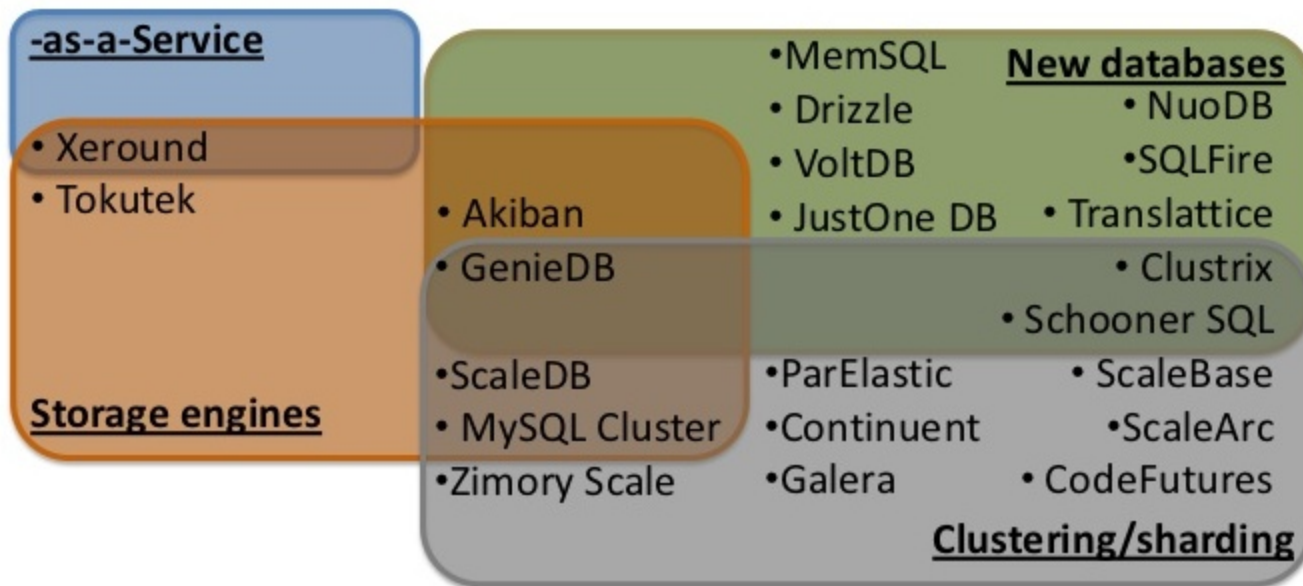 -as-a-Service
• Xeround
• Tokutek
Storage engines
• Akiban
• GenieDB
•ScaleDB
• MySQL Cluster
•Zimory Scale
•MemSQL
• Drizzle
• VoltDB
• JustOne DB
New databases
• NuoDB
•SQLFire
• Translattice
• Clustrix
• Schooner SQL
•ParElastic
•Continuent
•Galera
• ScaleBase
•ScaleArc
• CodeFutures
Clustering/sharding